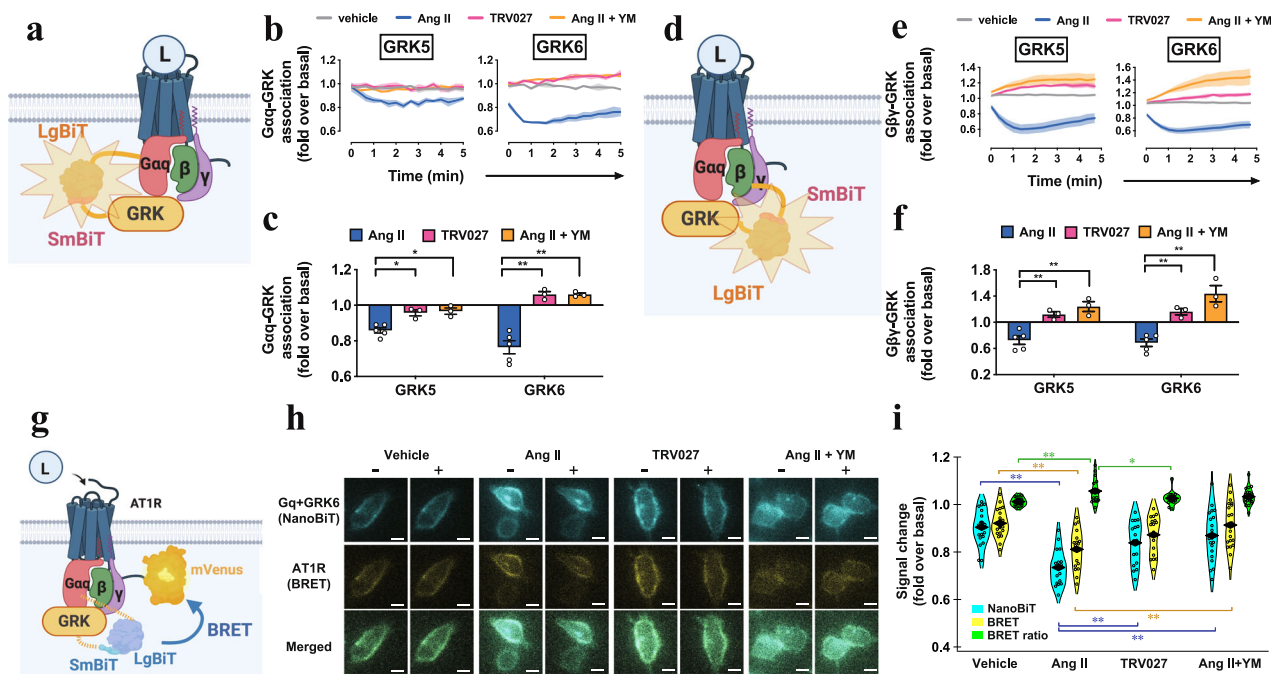 a
L
LgBiT
Gαq
β
γ
GRK
SmBiT
b
vehicle Ang II TRV027 Ang II + YM
GRK5 GRK6
Gαq-GRK
association
(fold over basal)
1.2
1.0
0.8
0.6
1.2
1.0
0.8
0.6
0 1 2 3 4 5
0 1 2 3 4 5
Time (min)
c
Ang II TRV027 Ang II + YM
* * ** **
Gαq-GRK
association
(fold over basal)
1.2
1.0
0.8
0.6
GRK5 GRK6
d
L
Gαq
β
γ
GRK
SmBiT
LgBiT
e
vehicle Ang II TRV027 Ang II + YM
GRK5 GRK6
Gβγ-GRK
association
(fold over basal)
1.4
1.2
1.0
0.8
0.6
1.6
1.4
1.2
1.0
0.8
0.6
0 1 2 3 4 5
0 1 2 3 4 5
Time (min)
f
Ang II TRV027 Ang II + YM
** ** ** **
Gβγ-GRK
association
(fold over basal)
1.8
1.4
1.0
0.6
0.2
GRK5 GRK6
g
L
AT1R
Gαq
β
γ
mVenus
GRK
BRET
SmBiT
LgBiT
h
Vehicle Ang II TRV027 Ang II + YM
– + – + – + – +
Gq+GRK6
(NanoBiT)
AT1R
(BRET)
Merged
i
Signal change
(fold over basal)
1.2
1.0
0.8
0.6
0.4
** ** ** *
** ** **
NanoBiT
BRET
BRET ratio
Vehicle Ang II TRV027 Ang II+YM